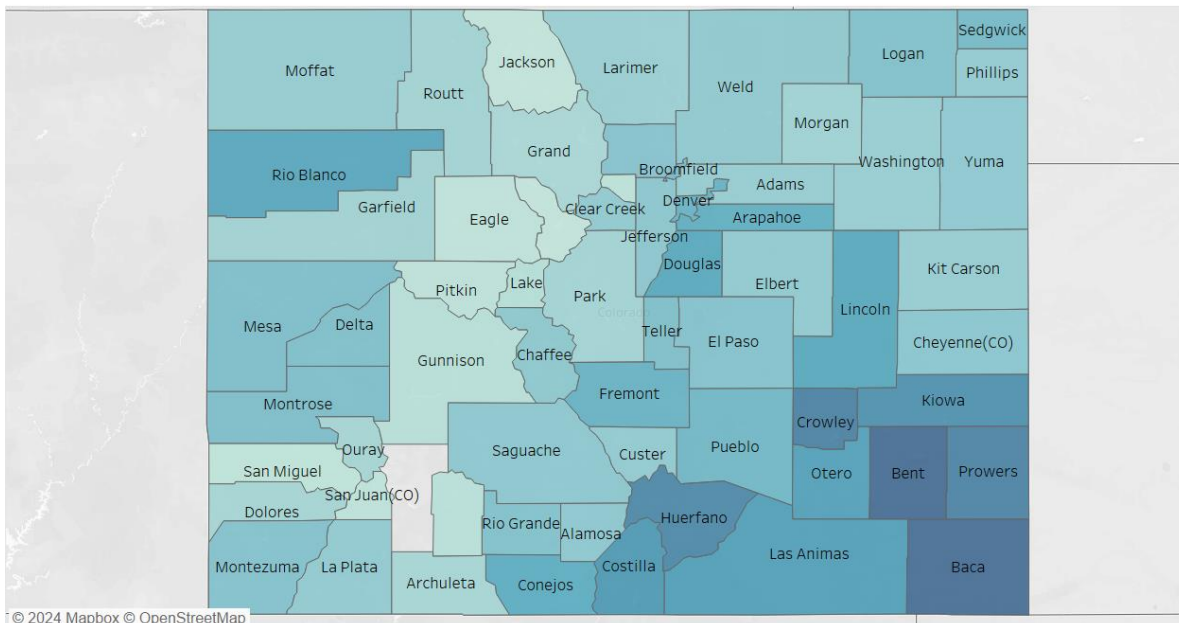 Sedgwick
Logan
Jackson
Larimer
Moffat
Phillips
Weld
Routt
Morgan
Grand
Washington
Yuma
Broomfield
Rio Blanco
Adams
Denver
Garfield
Clear Creek
Eagle
Arapahoe
Jefferson
Douglas
Kit Carson
Lake
Elbert
Pitkin
Park
Lincoln
Colorado
Mesa
Delta
Teller
El Paso
Cheyenne(CO)
Chaffee
Gunnison
Fremont
Kiowa
Montrose
Crowley
Pueblo
Ouray
Saguache
Custer
San Miguel
Otero
Bent
Prowers
San Juan(CO)
Dolores
Huerfano
Rio Grande
Alamosa
Las Animas
Montezuma
La Plata
Costilla
Baca
Archuleta
Conejos
© 2024 Mapbox © OpenStreetMap